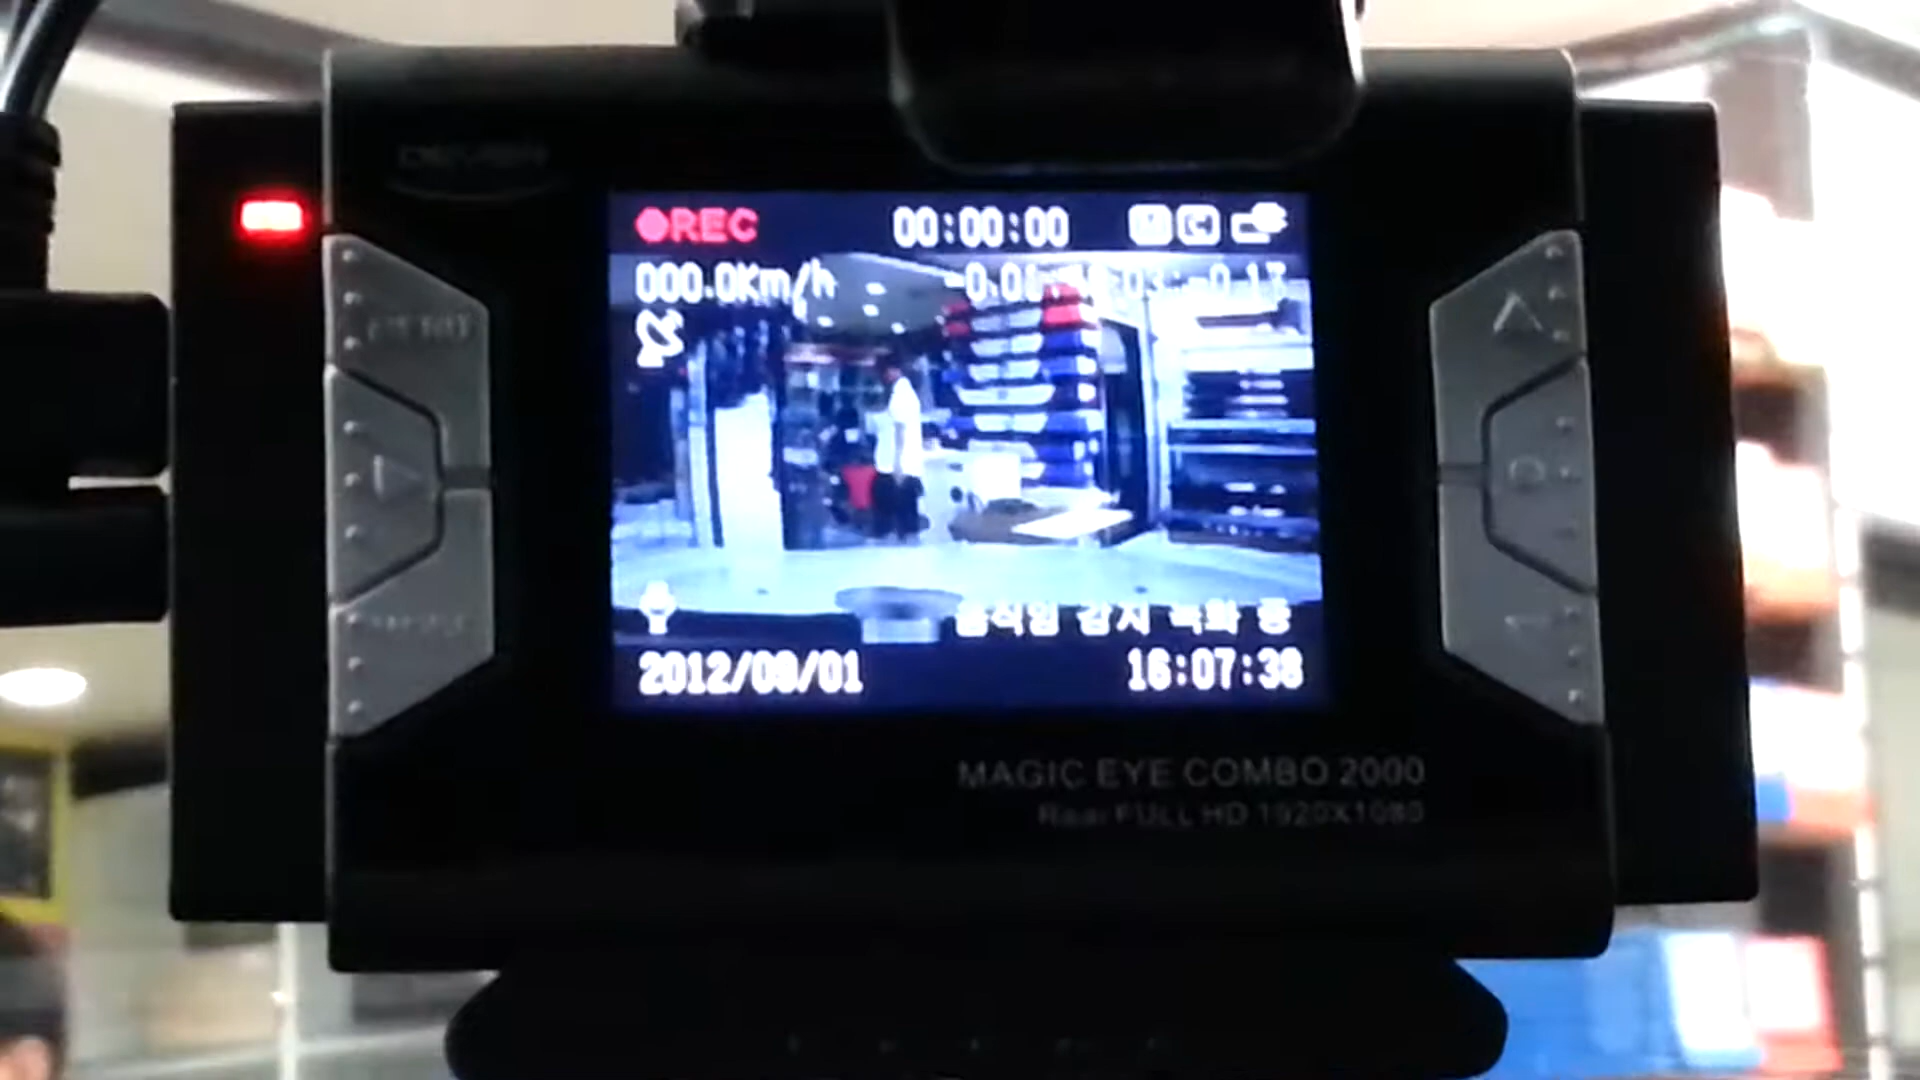 REC 00:00:00
000.0Km/h
움직임 감지 녹화 중
2012/09/01 16:07:38
MAGIC EYE COMBO 2000
Rear FULL HD 1920X1080